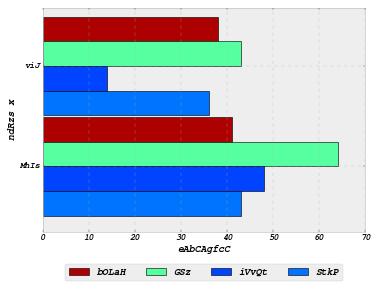 ndRzs x
viJ
MhIs
0 10 20 30 40 50 60 70
eAbCAgfcC
bOLaH GSz iVvQt StkP